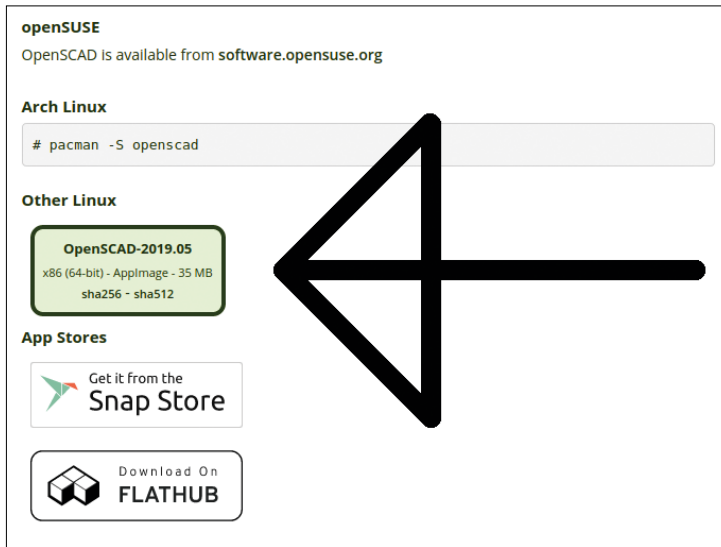 openSUSE
OpenSCAD is available from software.opensuse.org
Arch Linux
# pacman -S openscad
Other Linux
OpenSCAD-2019.05
x86 (64-bit) - AppImage - 35 MB
sha256 - sha512
App Stores
Get it from the
Snap Store
Download On
FLATHUB